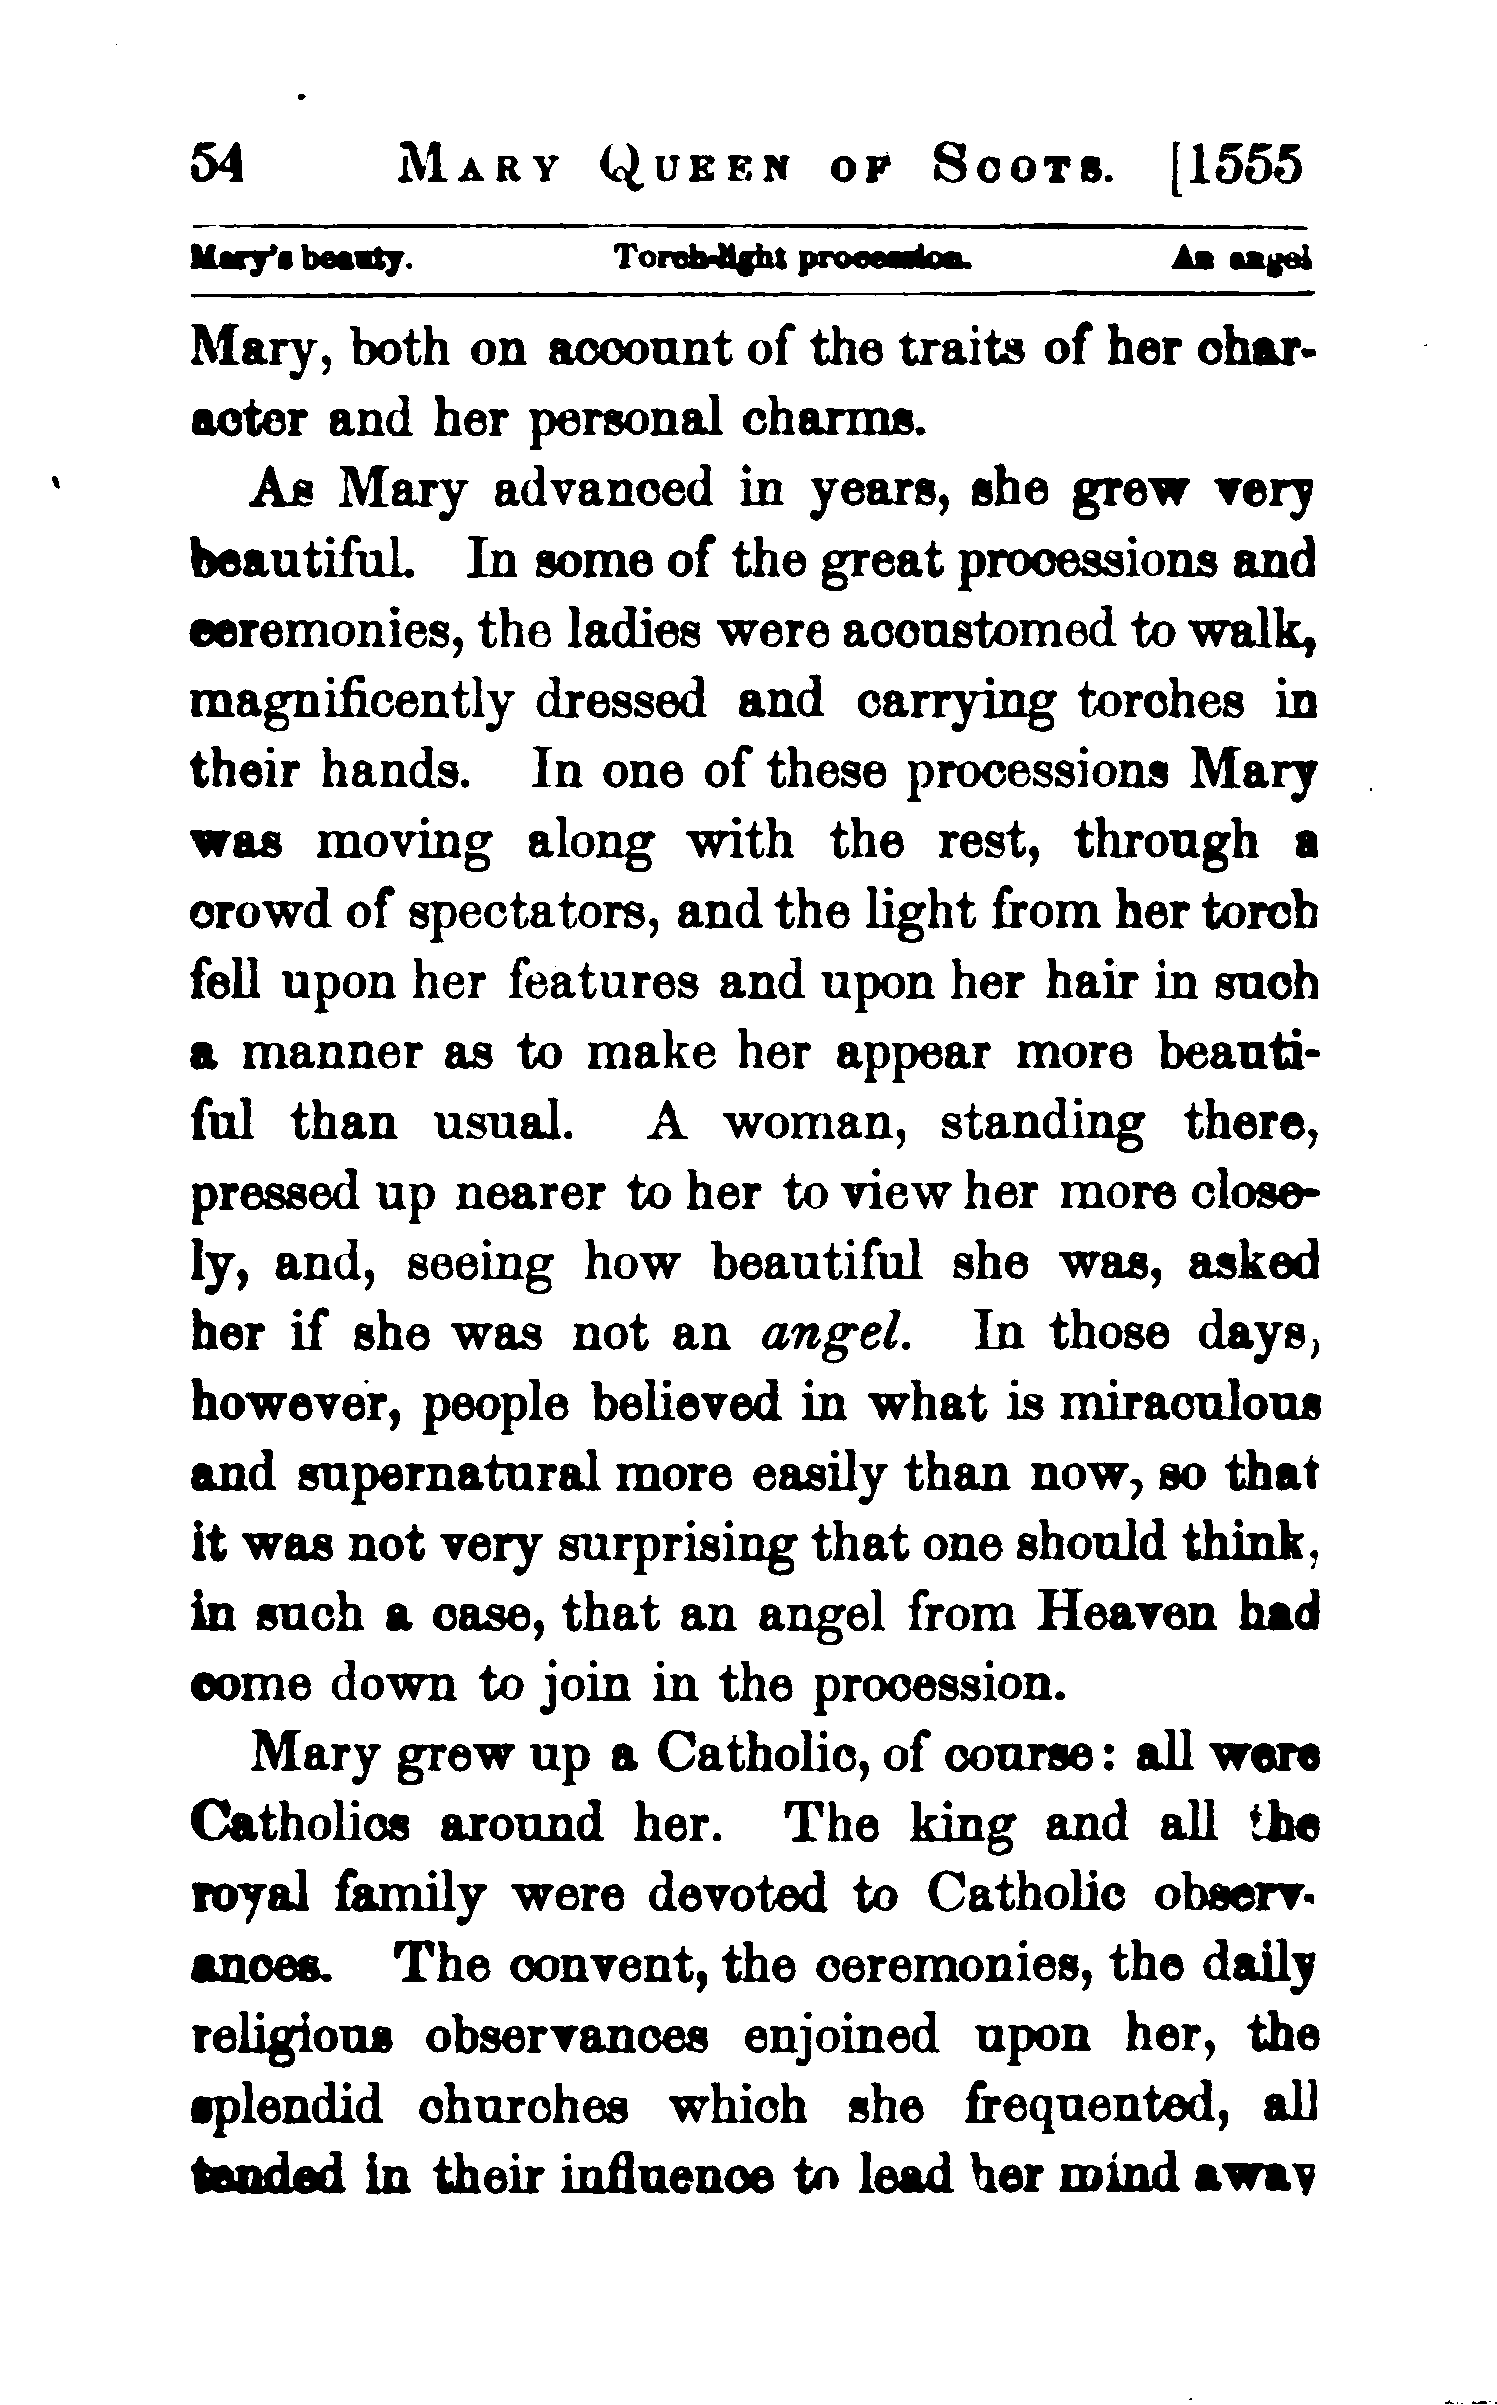 54 MARY QUEEN OF SCOTS. [1555
Mary's beauty. Torch-light procession. An angel
Mary, both on account of the traits of her char-
acter and her personal charms.
As Mary advanced in years, she grew very
beautiful. In some of the great processions and
ceremonies, the ladies were accustomed to walk,
magnificently dressed and carrying torches in
their hands. In one of these processions Mary
was moving along with the rest, through a
crowd of spectators, and the light from her torch
fell upon her features and upon her hair in such
a manner as to make her appear more beauti-
ful than usual. A woman, standing there,
pressed up nearer to her to view her more close-
ly, and, seeing how beautiful she was, asked
her if she was not an angel. In those days,
however, people believed in what is miraculous
and supernatural more easily than now, so that
it was not very surprising that one should think,
in such a case, that an angel from Heaven had
come down to join in the procession.
Mary grew up a Catholic, of course: all were
Catholics around her. The king and all the
royal family were devoted to Catholic observ-
ances. The convent, the ceremonies, the daily
religious observances enjoined upon her, the
splendid churches which she frequented, all
tended in their influence to lead her mind away